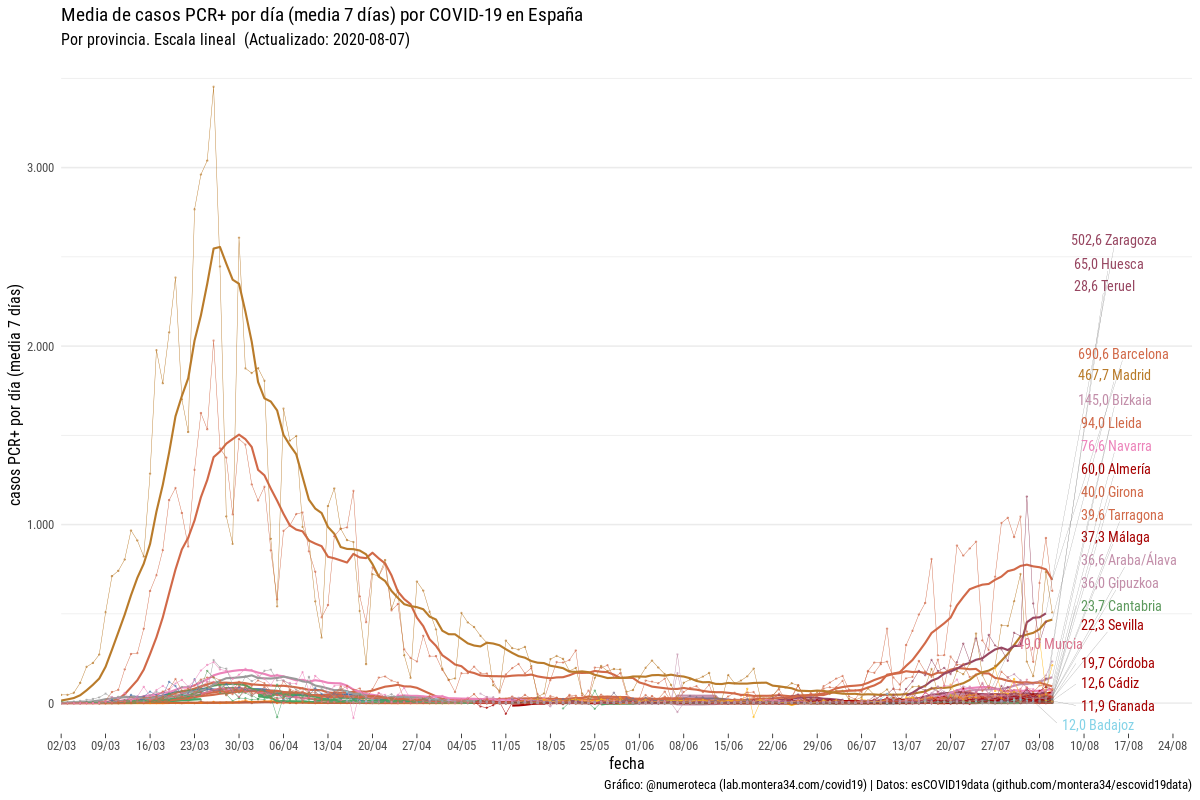 Media de casos PCR+ por día (media 7 días) por COVID-19 en España
Por provincia. Escala lineal (Actualizado: 2020-08-07)
casos PCR+ por día (media 7 días)
3.000
2.000
1.000
0
502,6 Zaragoza
65,0 Huesca
28,6 Teruel
690,6 Barcelona
467,7 Madrid
145,0 Bizkaia
94,0 Lleida
76,6 Navarra
60,0 Almería
40,0 Girona
39,6 Tarragona
37,3 Málaga
36,6 Araba/Álava
36,0 Gipuzkoa
23,7 Cantabria
22,3 Sevilla
Murcia
19,7 Córdoba
12,6 Cádiz
11,9 Granada
12,0 Badajoz
02/03 09/03 16/03 23/03 30/03 06/04 13/04 20/04 27/04 04/05 11/05 18/05 25/05 01/06 08/06 15/06 22/06 29/06 06/07 13/07 20/07 27/07 03/08 10/08 17/08 24/08
fecha
Gráfico: @numeroteca (lab.montera34.com/covid19) | Datos: esCOVID19data (github.com/montera34/escovid19data)